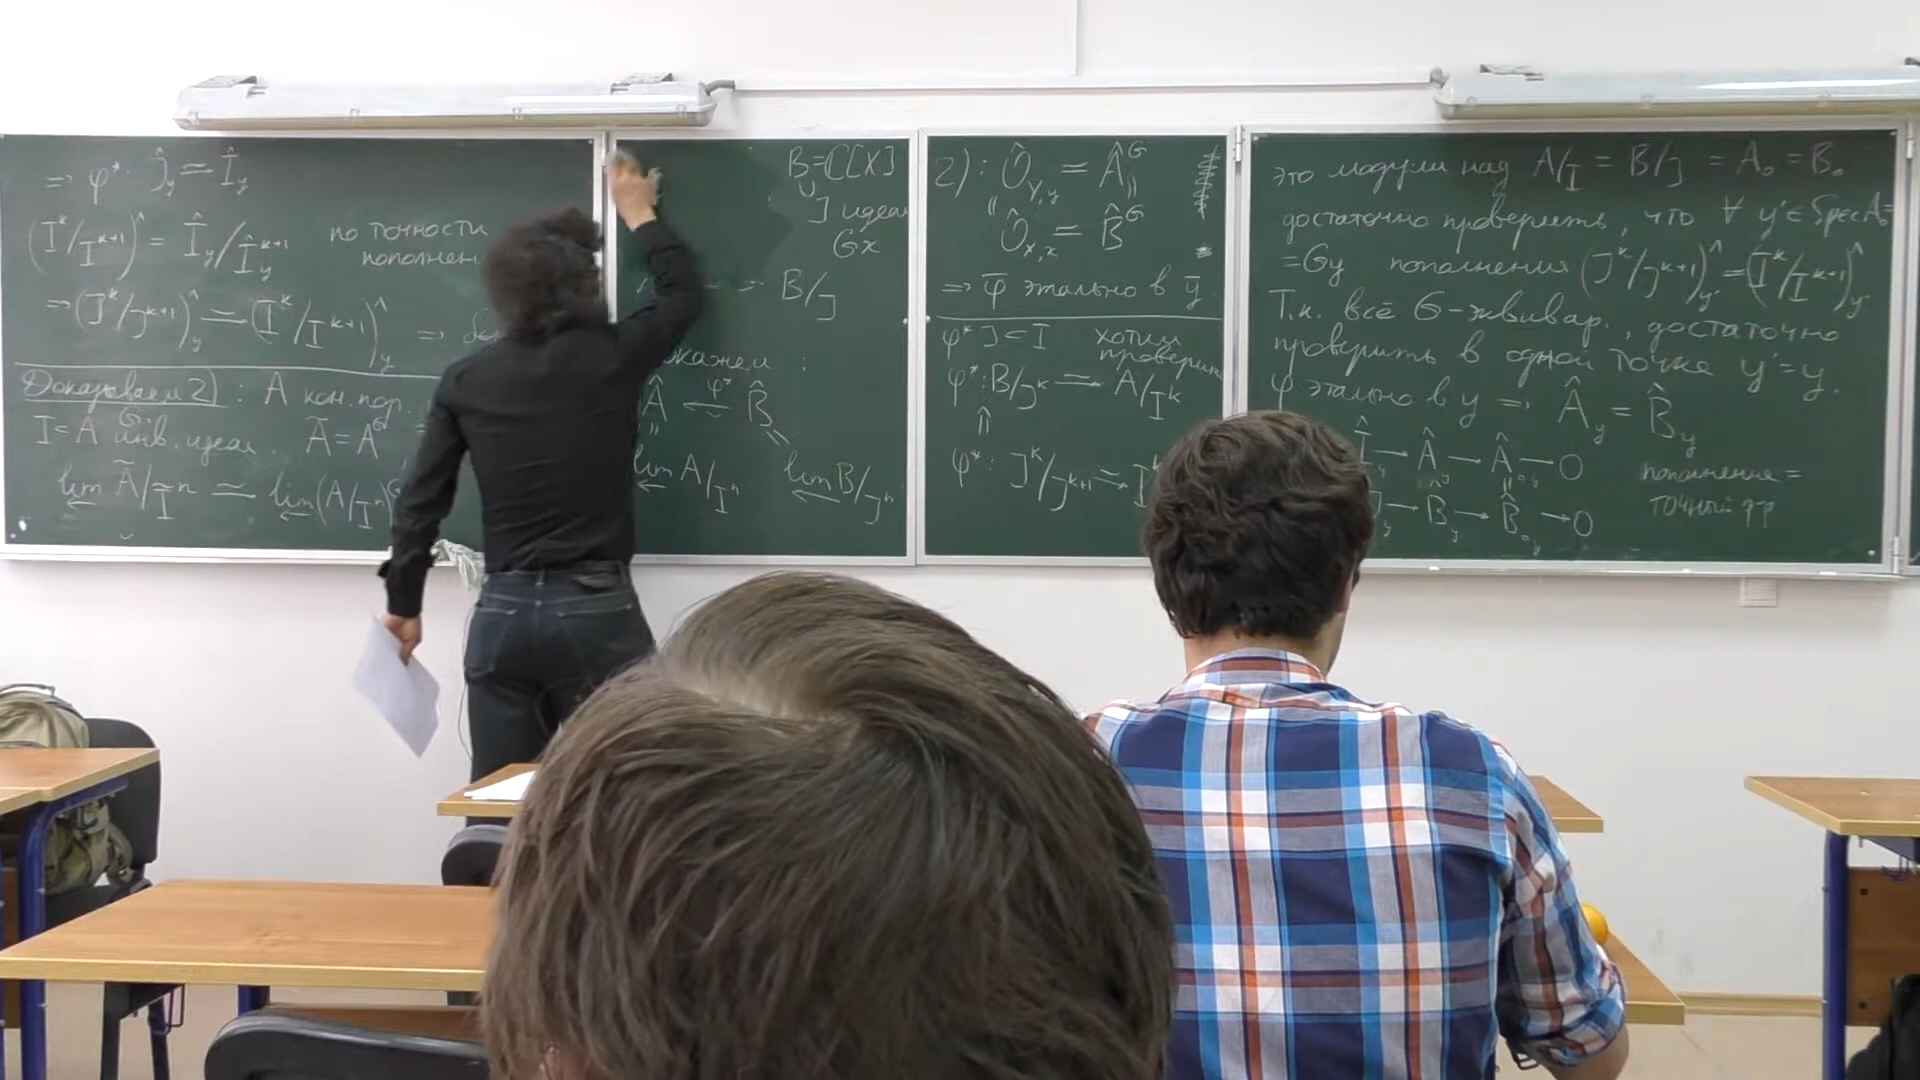 ⇒ φ*: Ĵ_y ≃ Î_y
(I^k/I^{k+1})^ = Î_y/Î_y^{k+1} по точности
пополнен
⇒ (J^k/J^{k+1})^_y ≃ (I^k/I^{k+1})^_y ⇒
Доказываем 2): A кон. пор.
I ⊂ A инв. идеал. Ã = A^G
lim Ã/Ĩ^n ≃ lim(A/I^n)
B = C[X]
∪
J идеал
Gx
B/J
кажем :
Â ←φ* B̂
lim A/I^n lim B/J^n
2): Ô_{Y,y} = Â^G
Ô_{X,x} = B̂^G
⇒ φ̄ этально в ȳ.
φ*J ⊂ I хотим
проверить
φ*: B/J^k ≃ A/I^k
⇑
φ*: J^k/J^{k+1} ≃ I^k
это модули над A/I = B/J = A₀ = B₀
достаточно проверить, что ∀ y' ∈ Spec A₀ =
= Gy пополнения (J^k/J^{k+1})^_{y'} = (I^k/I^{k+1})^_{y'}
Т.к. всё G-эквивар., достаточно
проверить в одной точке y' = y.
φ этально в y ⇒ Â_y = B̂_y
Î_y → Â_y → Â_{0,y} → 0
Ĵ_y → B̂_y → B̂_{0,y} → 0
пополнение =
точный ф-р